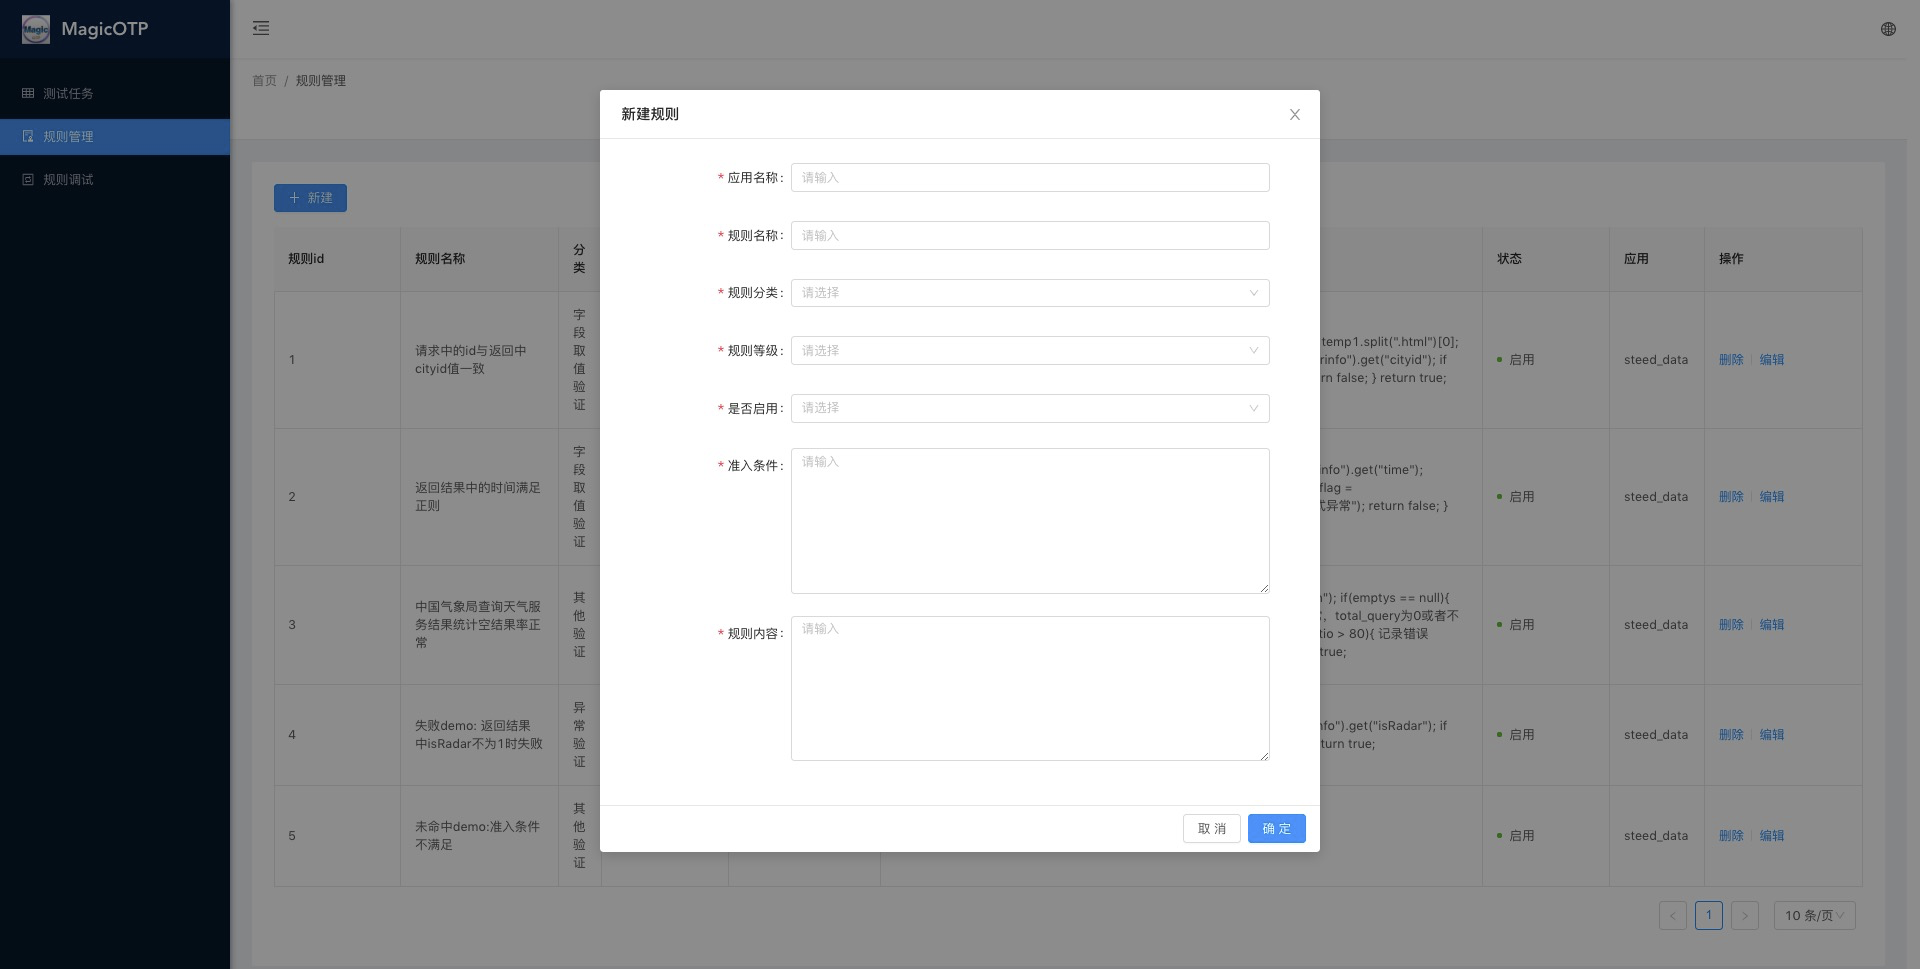 MagicOTP
测试任务
规则管理
规则调试
首页 / 规则管理
新建
规则id
规则名称
分
类
状态
应用
操作
1
请求中的id与返回中
cityid值一致
字
段
取
值
验
证
temp1.split(".html")[0];
rinfo").get("cityid"); if
rn false; } return true;
启用
steed_data
删除
编辑
2
返回结果中的时间满足
正则
字
段
取
值
验
证
info").get("time");
flag =
式异常"); return false; }
启用
steed_data
删除
编辑
3
中国气象局查询天气服
务结果统计空结果率正
常
其
他
验
证
n"); if(emptys == null){
total_query为0或者不
tio > 80){ 记录错误
true;
启用
steed_data
删除
编辑
4
失败demo: 返回结果
中isRadar不为1时失败
异
常
验
证
nfo").get("isRadar"); if
turn true;
启用
steed_data
删除
编辑
5
未命中demo:准入条件
不满足
其
他
验
证
启用
steed_data
删除
编辑
< 1 >
10 条/页
新建规则
* 应用名称: 请输入
* 规则名称: 请输入
* 规则分类: 请选择
* 规则等级: 请选择
* 是否启用: 请选择
* 准入条件: 请输入
* 规则内容: 请输入
取 消
确 定